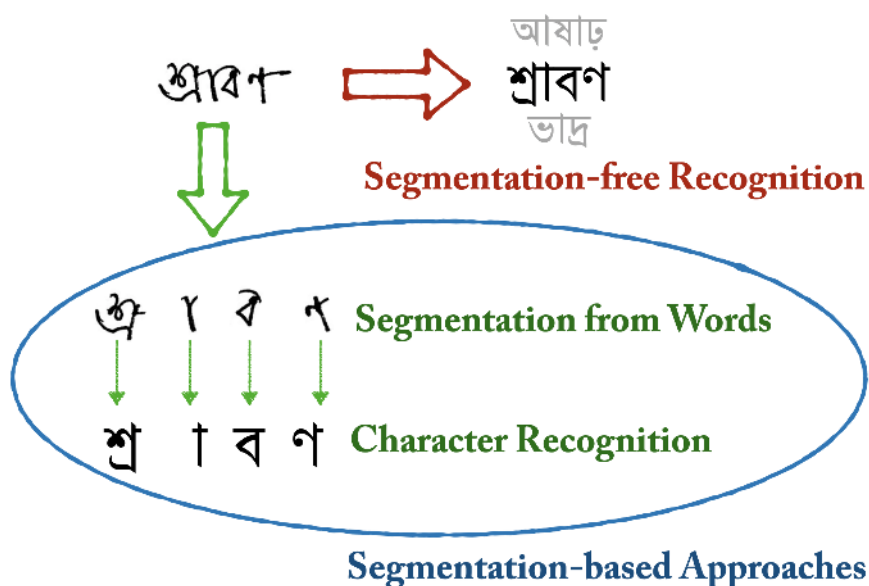 আষাঢ়
শ্রাবণ শ্রাবণ
ভাদ্র
Segmentation-free Recognition
শ্র া ব ণ Segmentation from Words
শ্র া ব ণ Character Recognition
Segmentation-based Approaches